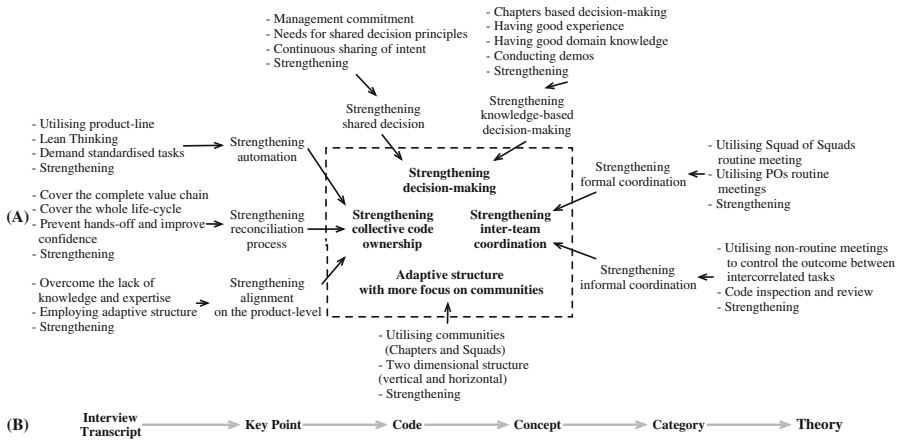 - Management commitment
- Needs for shared decision principles
- Continuous sharing of intent
- Strengthening
- Chapters based decision-making
- Having good experience
- Having good domain knowledge
- Conducting demos
- Strengthening
Strengthening
shared decision
Strengthening
knowledge-based
decision-making
- Utilising product-line
- Lean Thinking
- Demand standardised tasks
- Strengthening
Strengthening
automation
Strengthening
decision-making
Strengthening
formal coordination
- Utilising Squad of Squads
routine meeting
- Utilising POs routine
meetings
- Strengthening
(A)
- Cover the complete value chain
- Cover the whole life-cycle
- Prevent hands-off and improve
confidence
- Strengthening
Strengthening
reconciliation
process
Strengthening
collective code
ownership
Strengthening
inter-team
coordination
- Overcome the lack of
knowledge and expertise
- Employing adaptive structure
- Strengthening
Strengthening
alignment
on the product-level
Adaptive structure
with more focus on communities
Strengthening
informal coordination
- Utilising non-routine meetings
to control the outcome between
intercorrelated tasks
- Code inspection and review
- Strengthening
- Utilising communities
(Chapters and Squads)
- Two dimensional structure
(vertical and horizontal)
- Strengthening
(B)
Interview
Transcript
Key Point
Code
Concept
Category
Theory